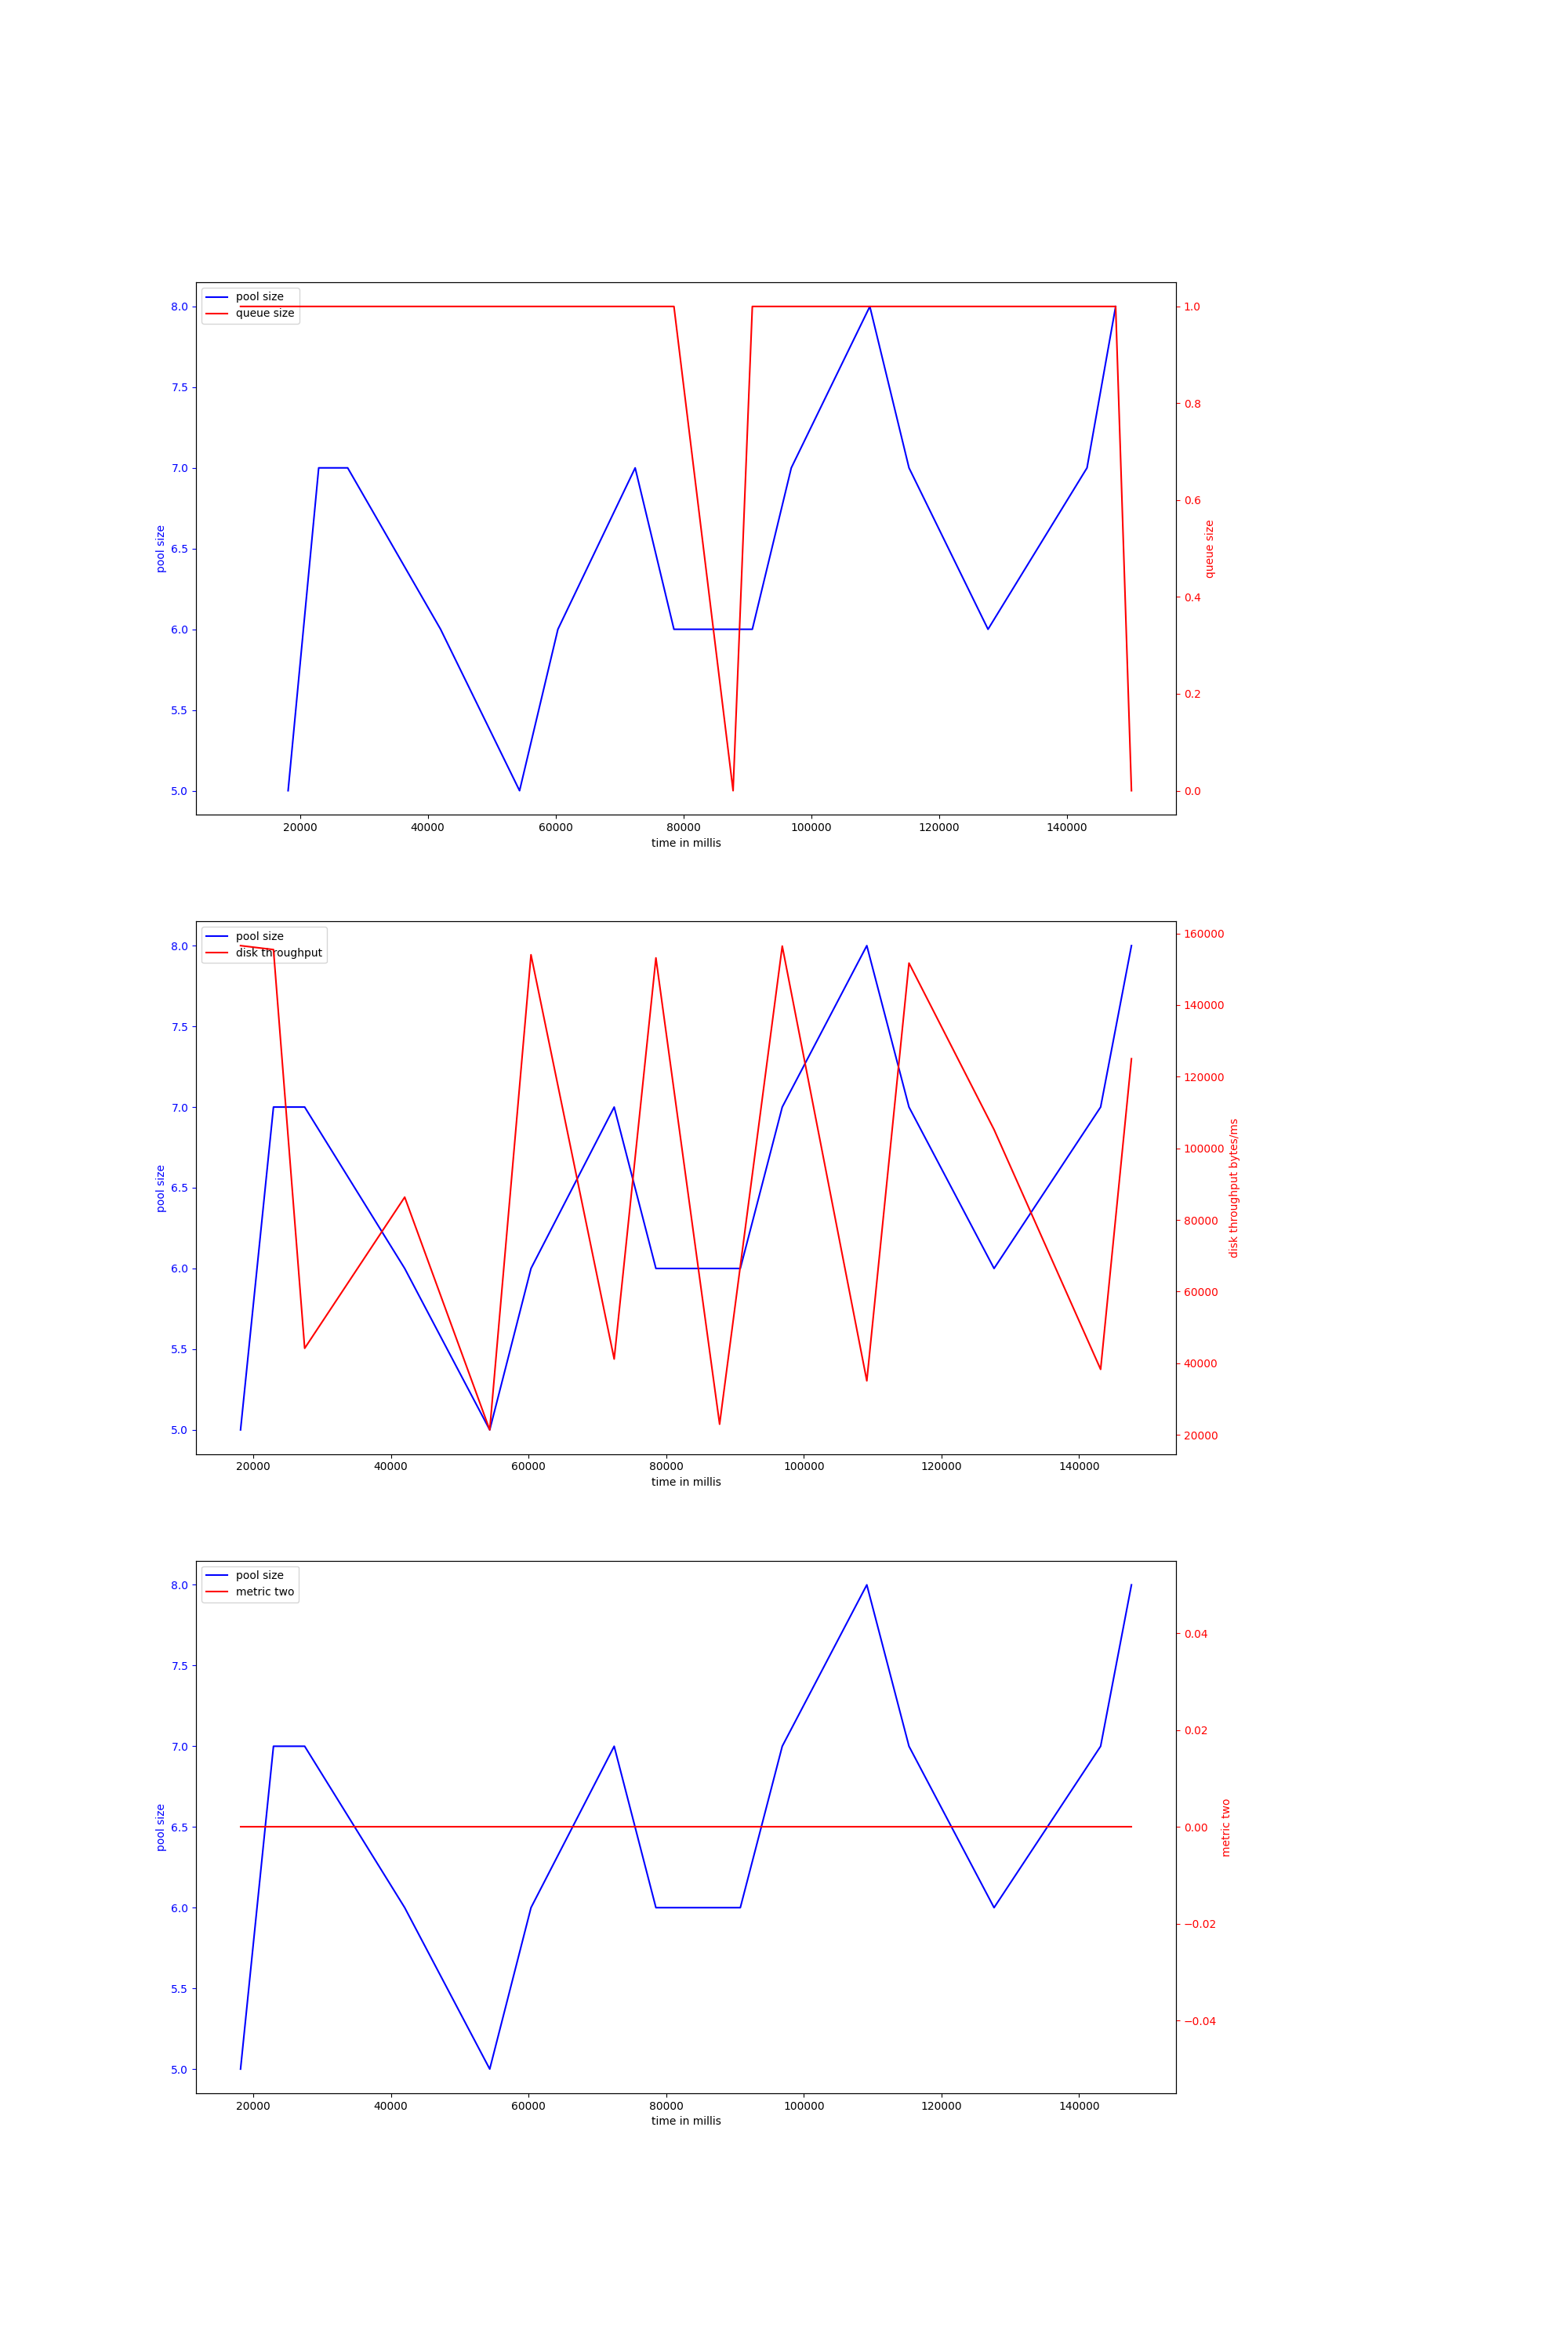 pool size
queue size
8.0
7.5
7.0
6.5
6.0
5.5
5.0
pool size
1.0
0.8
0.6
0.4
0.2
0.0
queue size
20000 40000 60000 80000 100000 120000 140000
time in millis
pool size
disk throughput
8.0
7.5
7.0
6.5
6.0
5.5
5.0
pool size
160000
140000
120000
100000
80000
60000
40000
20000
disk throughput bytes/ms
20000 40000 60000 80000 100000 120000 140000
time in millis
pool size
metric two
8.0
7.5
7.0
6.5
6.0
5.5
5.0
pool size
0.04
0.02
0.00
−0.02
−0.04
metric two
20000 40000 60000 80000 100000 120000 140000
time in millis